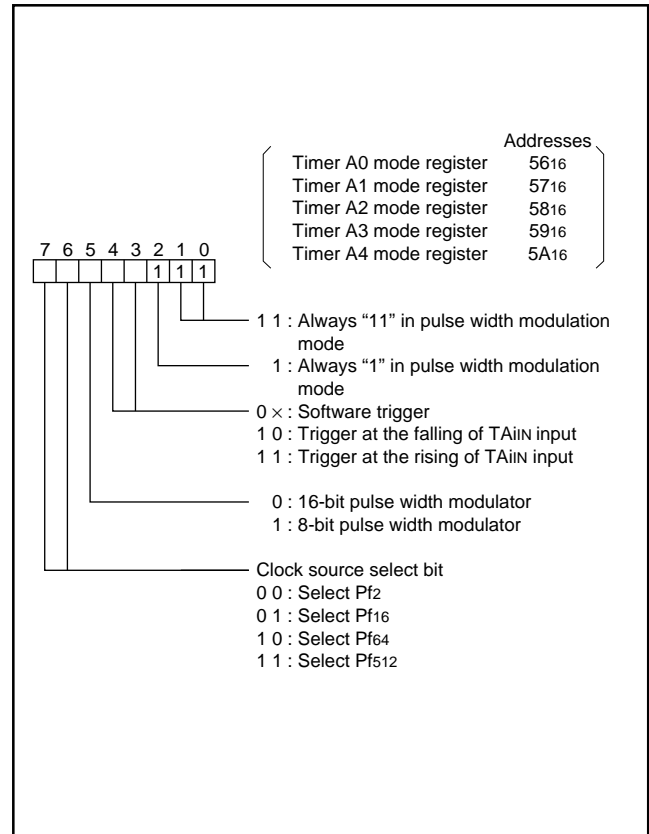 Addresses
Timer A0 mode register 5616
Timer A1 mode register 5716
Timer A2 mode register 5816
Timer A3 mode register 5916
Timer A4 mode register 5A16
7 6 5 4 3 2 1 0
1 1 1
1 1 : Always “11” in pulse width modulation
mode
1 : Always “1” in pulse width modulation
mode
0 × : Software trigger
1 0 : Trigger at the falling of TAiIN input
1 1 : Trigger at the rising of TAiIN input
0 : 16-bit pulse width modulator
1 : 8-bit pulse width modulator
Clock source select bit
0 0 : Select Pf2
0 1 : Select Pf16
1 0 : Select Pf64
1 1 : Select Pf512